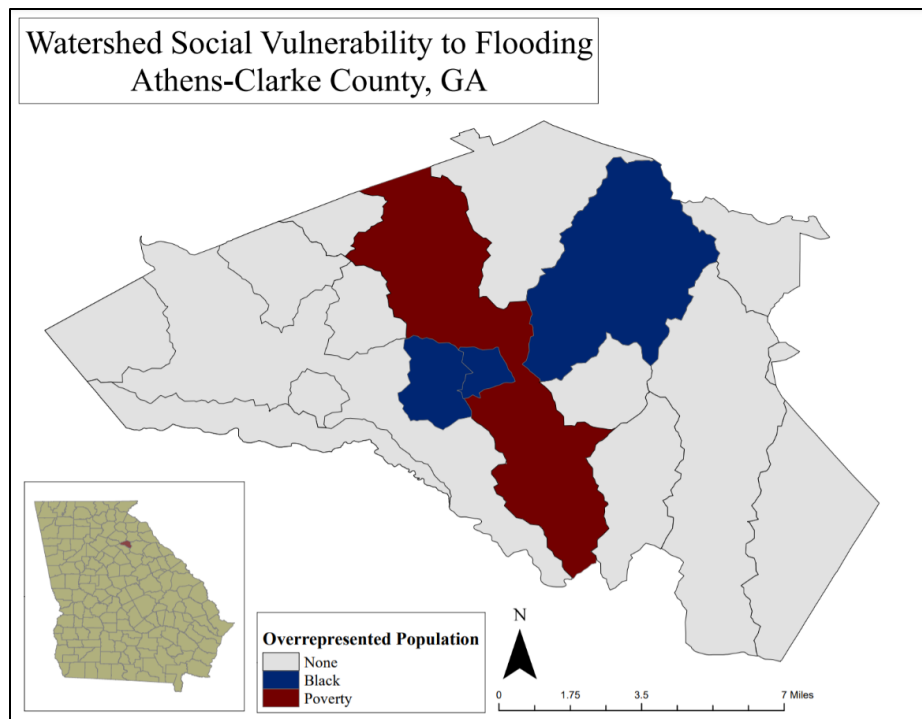 Watershed Social Vulnerability to Flooding
Athens-Clarke County, GA
Overrepresented Population
None
Black
Poverty
N
0 1.75 3.5 7 Miles